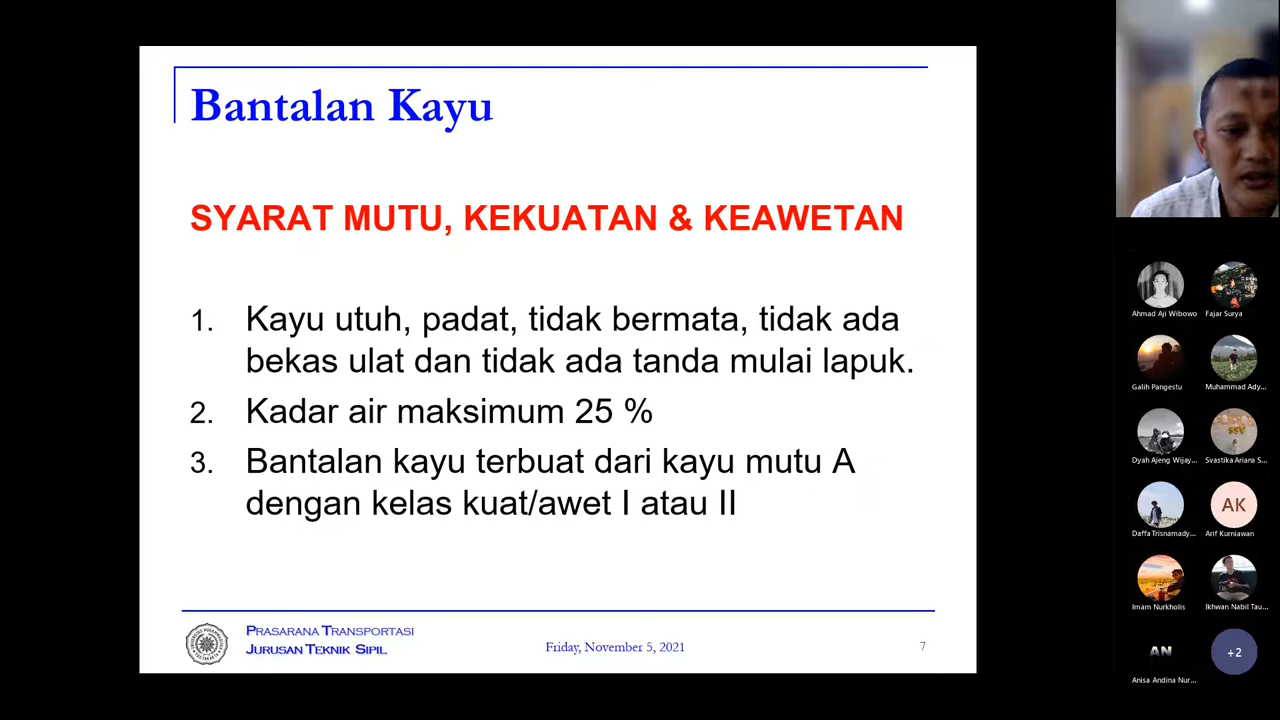 Bantalan Kayu
SYARAT MUTU, KEKUATAN & KEAWETAN
1. Kayu utuh, padat, tidak bermata, tidak ada
bekas ulat dan tidak ada tanda mulai lapuk.
2. Kadar air maksimum 25 %
3. Bantalan kayu terbuat dari kayu mutu A
dengan kelas kuat/awet I atau II
PRASARANA TRANSPORTASI
JURUSAN TEKNIK SIPIL
Friday, November 5, 2021
7
Ahmad Aji Wibowo
Fajar Surya
Galih Pangestu
Muhammad Ady...
Dyah Ajeng Wijay...
Svastika Ariana S...
Daffa Trisnamady...
AK
Arif Kurniawan
Imam Nurkholis
Ikhwan Nabil Tau...
AN
+2
Anisa Andina Nur...